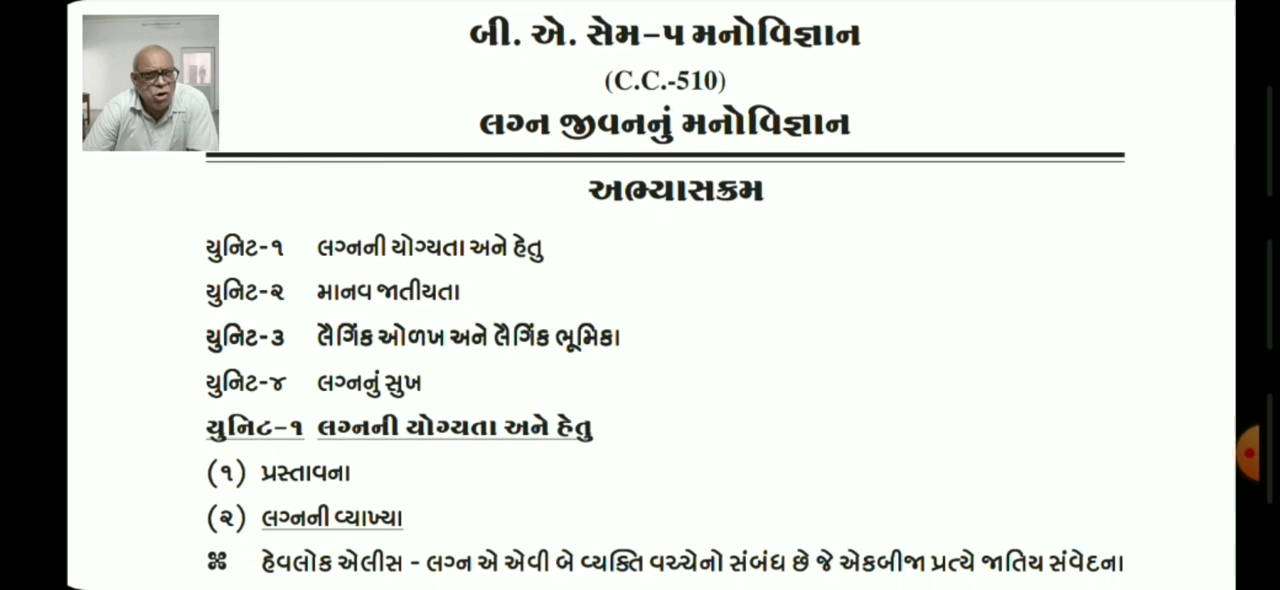 બી. એ. સેમ-૫ મનોવિજ્ઞાન
(C.C.-510)
લગ્ન જીવનનું મનોવિજ્ઞાન
અભ્યાસક્રમ
યુનિટ-૧ લગ્નની યોગ્યતા અને હેતુ
યુનિટ-૨ માનવ જાતીયતા
યુનિટ-૩ લૈગિંક ઓળખ અને લૈગિંક ભૂમિકા
યુનિટ-૪ લગ્નનું સુખ
યુનિટ-૧ લગ્નની યોગ્યતા અને હેતુ
(૧) પ્રસ્તાવના
(૨) લગ્નની વ્યાખ્યા
⌘ હેવલોક એલીસ - લગ્ન એ એવી બે વ્યક્તિ વચ્ચેનો સંબંધ છે જે એકબીજા પ્રત્યે જાતિય સંવેદના